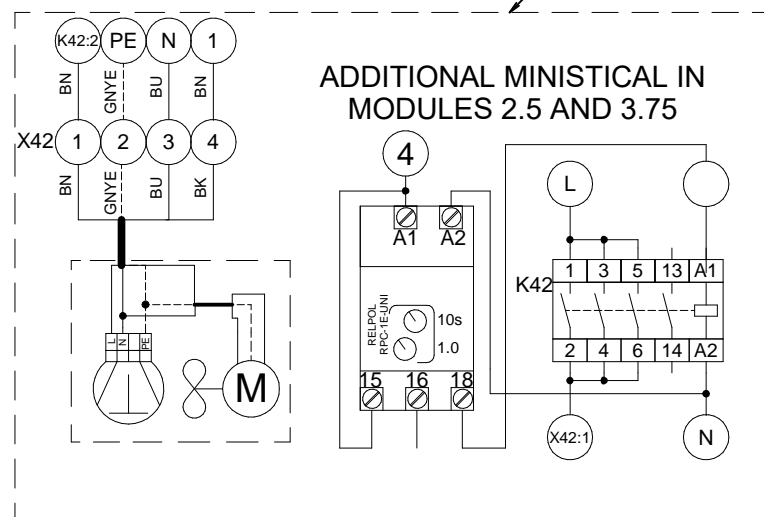 K42:2 PE N 1
BN GNYE BU BN
X42 1 2 3 4
BN GNYE BU BK
L N PE
M
ADDITIONAL MINISTICAL IN
MODULES 2.5 AND 3.75
4
A1 A2
RELPOL
RPC-1E-UNI
10s
1.0
15 16 18
L
K42
1 3 5 13 A1
2 4 6 14 A2
X42:1 N